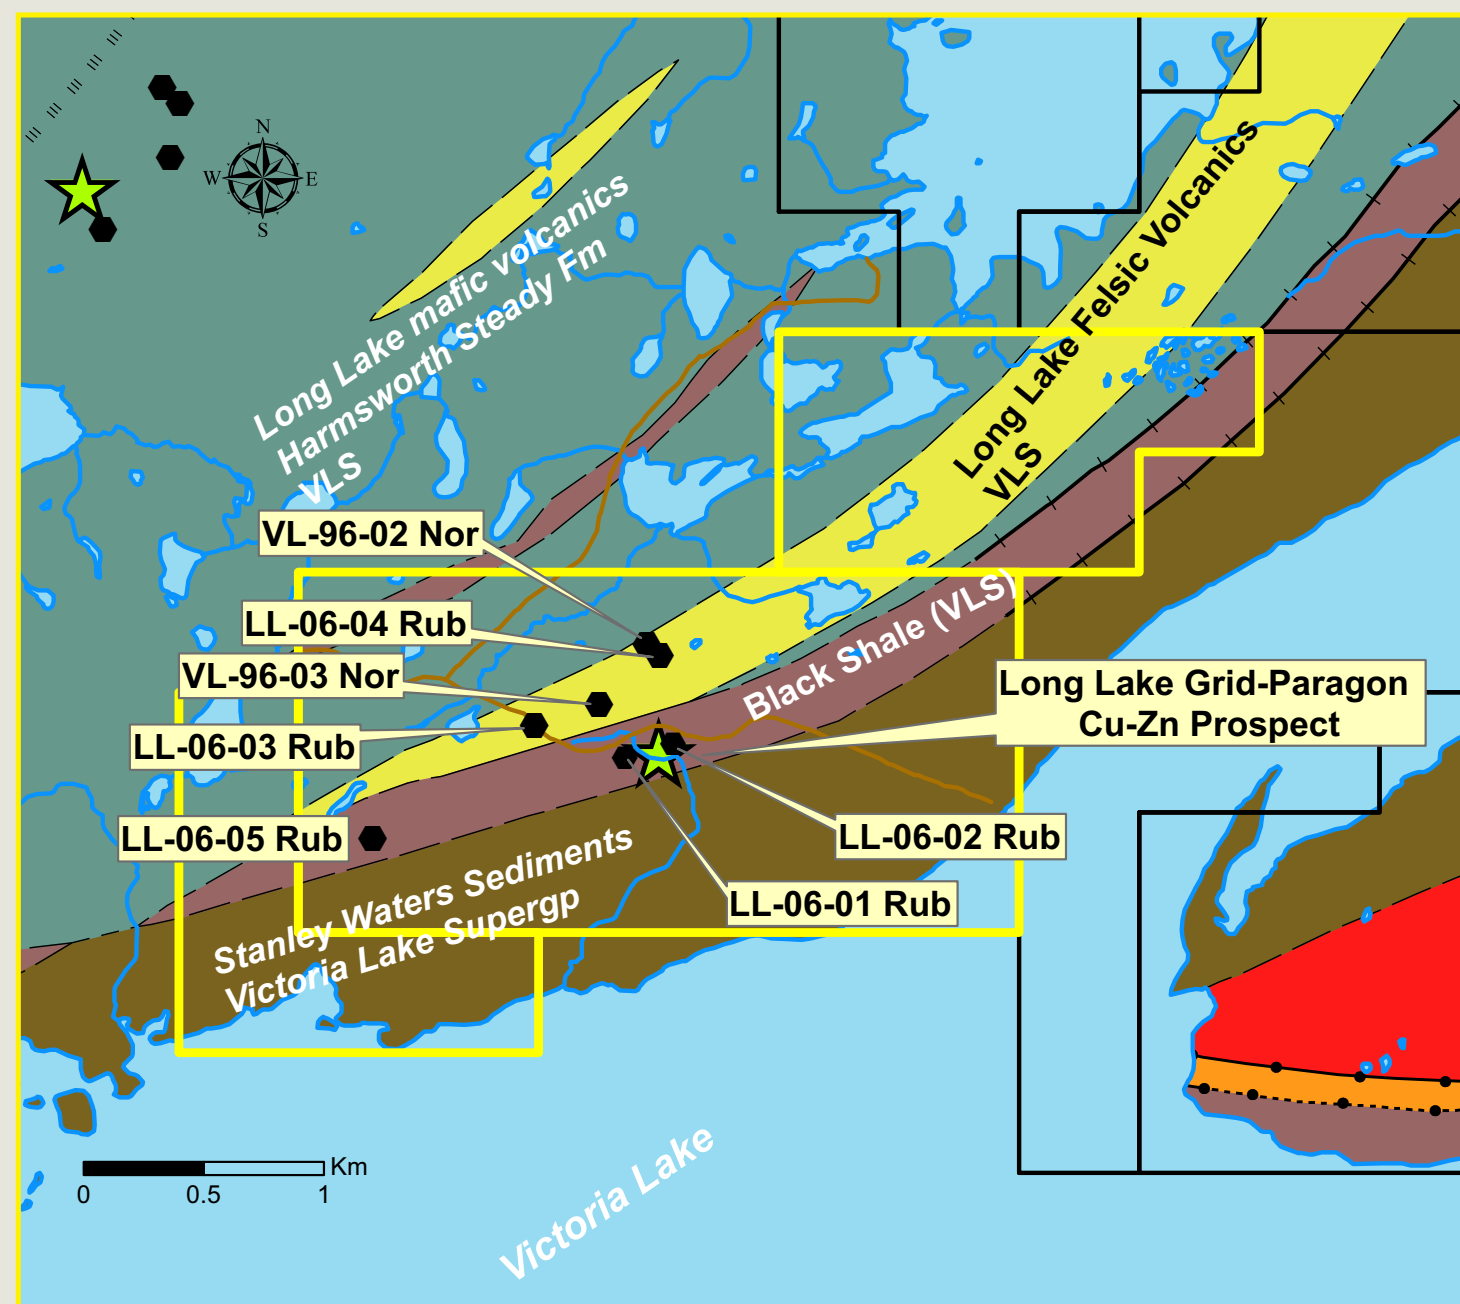 N
W
E
S
Long Lake mafic volcanics
Harmsworth Steady Fm
VLS
Long Lake Felsic Volcanics
VLS
VL-96-02 Nor
LL-06-04 Rub
VL-96-03 Nor
LL-06-03 Rub
LL-06-05 Rub
Black Shale (VLS)
Long Lake Grid-Paragon
Cu-Zn Prospect
LL-06-02 Rub
LL-06-01 Rub
Stanley Waters Sediments
Victoria Lake Supergp
Victoria Lake
Km
0
0.5
1